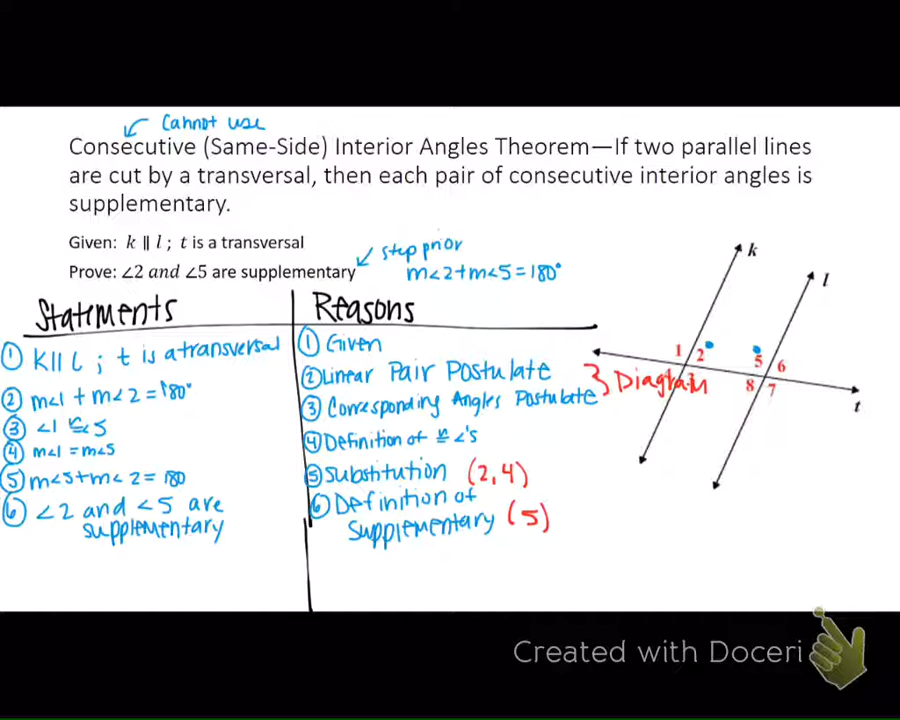 Cannot use
Consecutive (Same-Side) Interior Angles Theorem—If two parallel lines
are cut by a transversal, then each pair of consecutive interior angles is
supplementary.
Given: k ∥ l ; t is a transversal
Prove: ∠2 and ∠5 are supplementary
step prior
m∠2+m∠5=180°
Statements
① K∥L ; t is a transversal
② m∠1 + m∠2 = 180°
③ ∠1 ≅ ∠5
④ m∠1 = m∠5
⑤ m∠5 + m∠2 = 180
⑥ ∠2 and ∠5 are
supplementary
Reasons
① Given
② Linear Pair Postulate
③ Corresponding Angles Postulate
④ Definition of ≅ ∠'s
⑤ Substitution (2,4)
⑥ Definition of
supplementary (5)
} Diagram
k
l
1 2
5 6
8 7
t
Created with Doceri